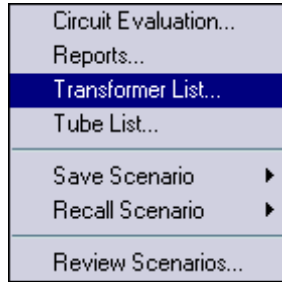 Circuit Evaluation...
Reports...
Transformer List...
Tube List...
Save Scenario
Recall Scenario
Review Scenarios...